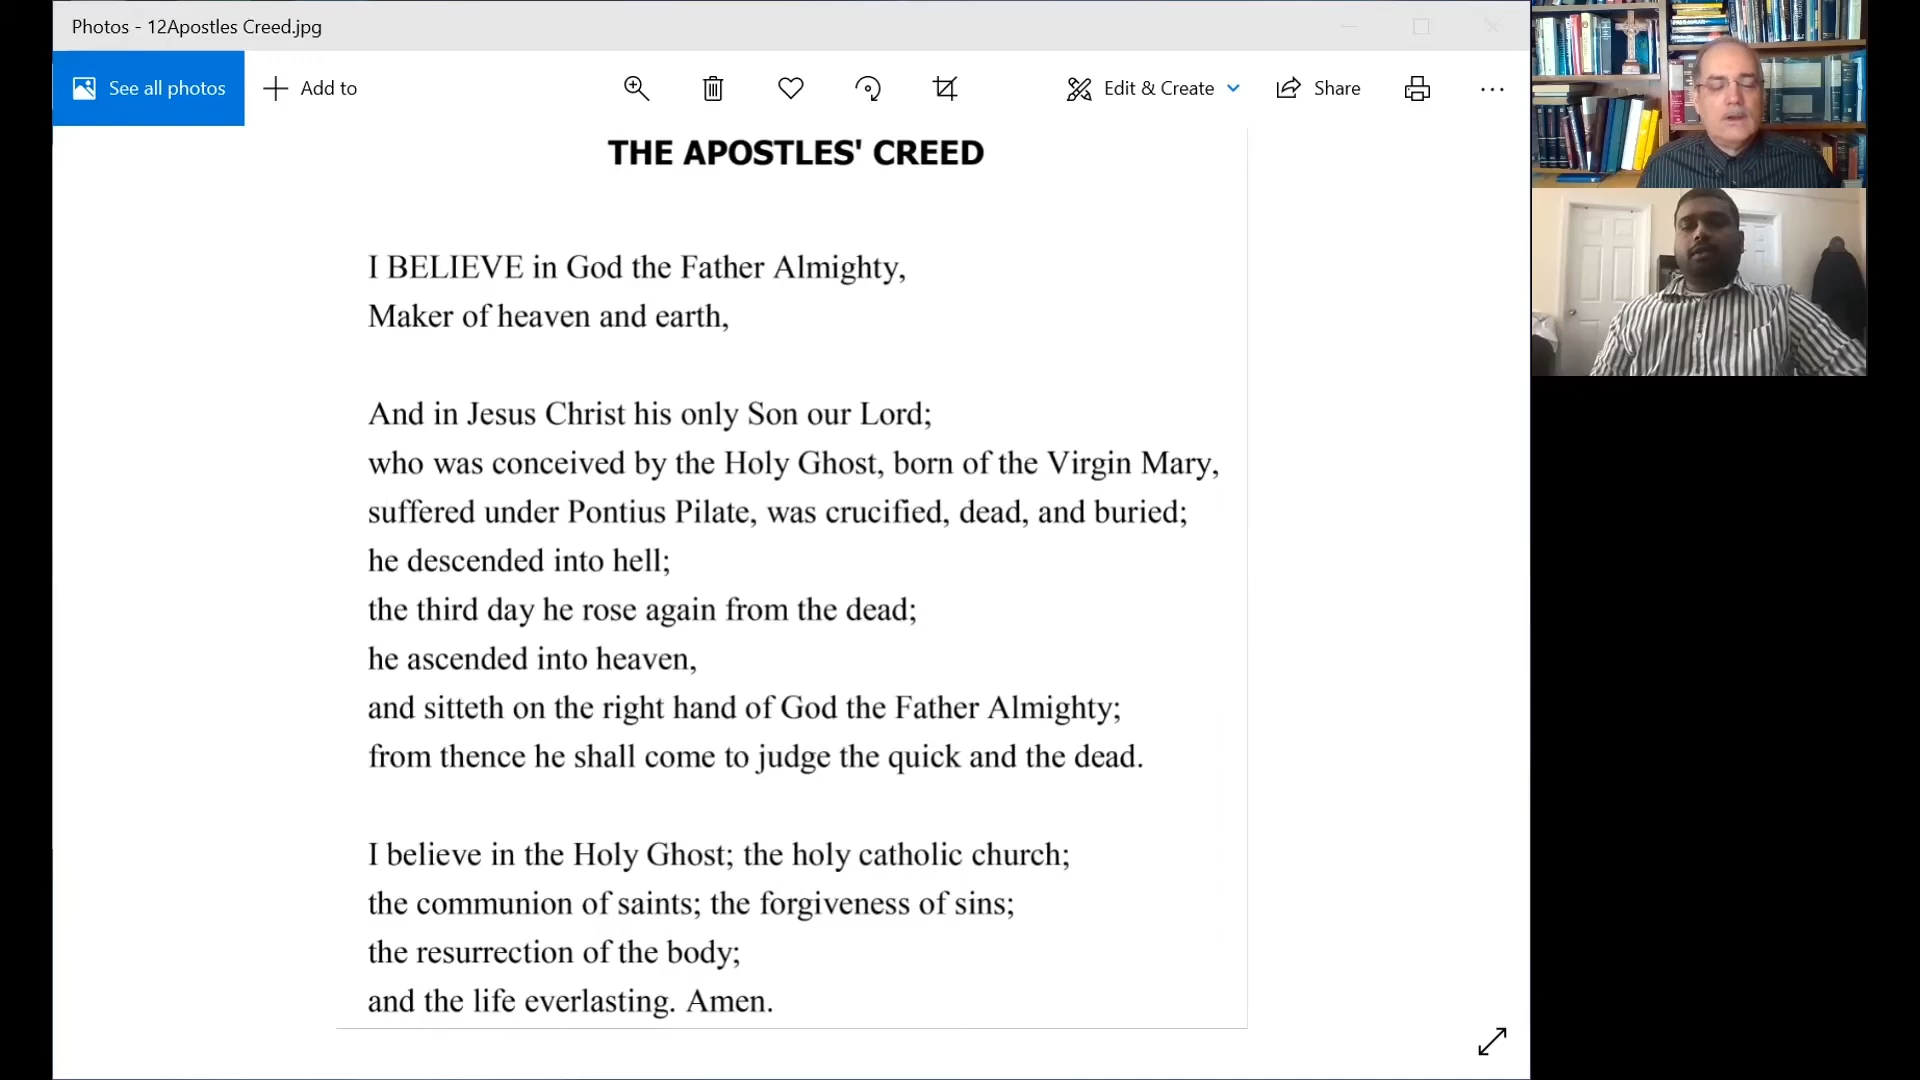 Photos - 12Apostles Creed.jpg
See all photos
Add to
Edit & Create
Share
THE APOSTLES' CREED
I BELIEVE in God the Father Almighty,
Maker of heaven and earth,
And in Jesus Christ his only Son our Lord;
who was conceived by the Holy Ghost, born of the Virgin Mary,
suffered under Pontius Pilate, was crucified, dead, and buried;
he descended into hell;
the third day he rose again from the dead;
he ascended into heaven,
and sitteth on the right hand of God the Father Almighty;
from thence he shall come to judge the quick and the dead.
I believe in the Holy Ghost; the holy catholic church;
the communion of saints; the forgiveness of sins;
the resurrection of the body;
and the life everlasting. Amen.